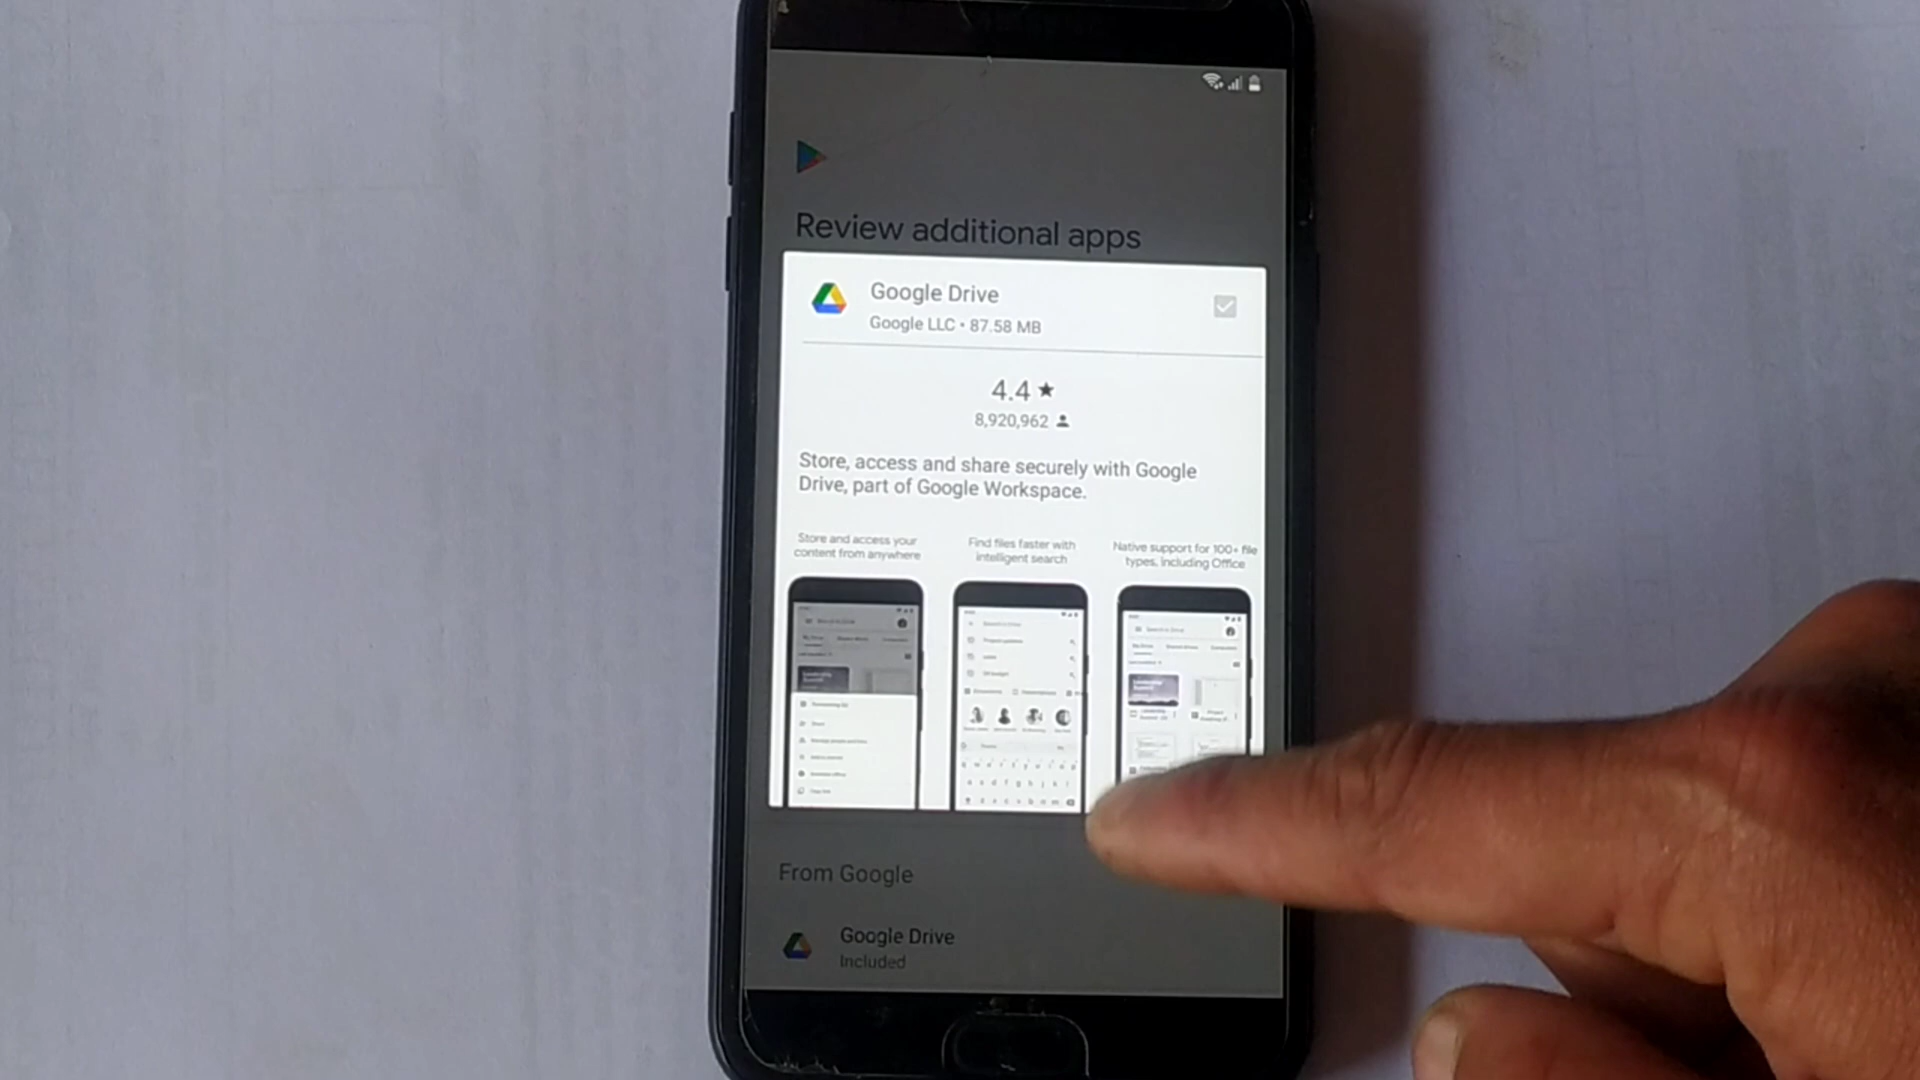 Review additional apps
Google Drive
Google LLC • 87.58 MB
4.4 ★
8,920,962
Store, access and share securely with Google
Drive, part of Google Workspace.
Store and access your
content from anywhere
Find files faster with
intelligent search
Native support for 100+ file
types, including Office
From Google
Google Drive
Included